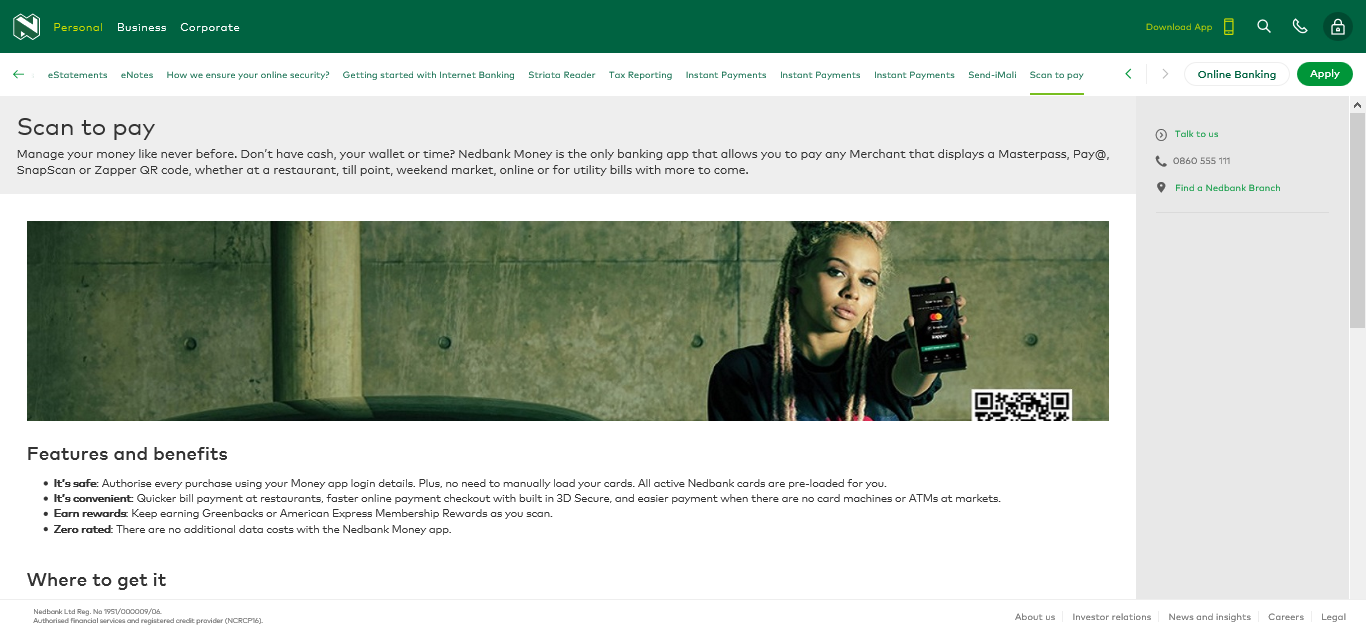 Personal Business Corporate
Download App
eStatements eNotes How we ensure your online security? Getting started with Internet Banking Striata Reader Tax Reporting Instant Payments Instant Payments Instant Payments Send-iMali Scan to pay
Online Banking Apply
Scan to pay
Manage your money like never before. Don't have cash, your wallet or time? Nedbank Money is the only banking app that allows you to pay any Merchant that displays a Masterpass, Pay@,
SnapScan or Zapper QR code, whether at a restaurant, till point, weekend market, online or for utility bills with more to come.
Talk to us
0860 555 111
Find a Nedbank Branch
zapper
Features and benefits
• It's safe: Authorise every purchase using your Money app login details. Plus, no need to manually load your cards. All active Nedbank cards are pre-loaded for you.
• It's convenient: Quicker bill payment at restaurants, faster online payment checkout with built in 3D Secure, and easier payment when there are no card machines or ATMs at markets.
• Earn rewards: Keep earning Greenbacks or American Express Membership Rewards as you scan.
• Zero rated: There are no additional data costs with the Nedbank Money app.
Where to get it
Nedbank Ltd Reg. No 1951/000009/06.
Authorised financial services and registered credit provider (NCRCP16).
About us Investor relations News and insights Careers Legal